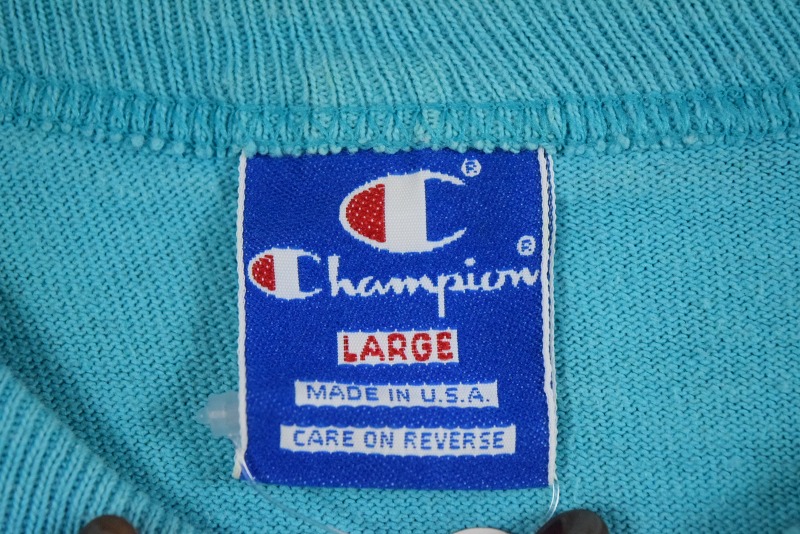 ®
Champion®
LARGE
MADE IN U.S.A.
CARE ON REVERSE